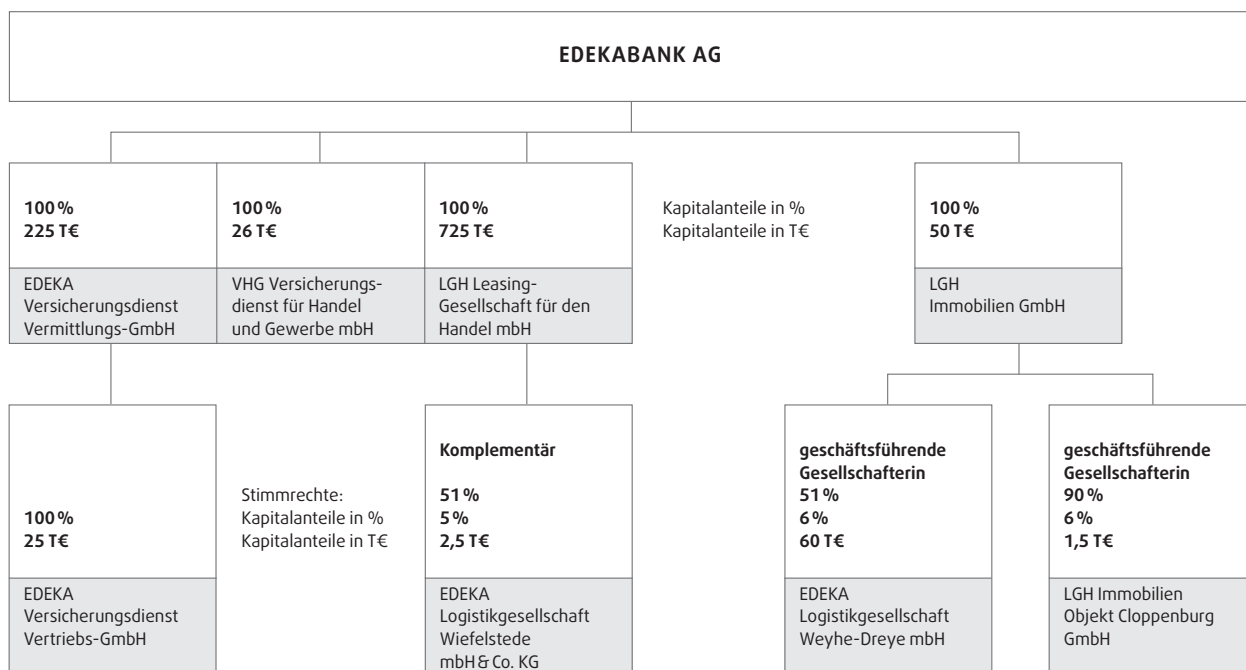 EDEKABANK AG
100 %
225 T€
EDEKA
Versicherungsdienst
Vermittlungs-GmbH
100 %
26 T€
VHG Versicherungs-
dienst für Handel
und Gewerbe mbH
100 %
725 T€
LGH Leasing-
Gesellschaft für den
Handel mbH
Kapitalanteile in %
Kapitalanteile in T€
100 %
50 T€
LGH
Immobilien GmbH
100 %
25 T€
EDEKA
Versicherungsdienst
Vertriebs-GmbH
Stimmrechte:
Kapitalanteile in %
Kapitalanteile in T€
Komplementär
51 %
5 %
2,5 T€
EDEKA
Logistikgesellschaft
Wiefelstede
mbH & Co. KG
geschäftsführende
Gesellschafterin
51 %
6 %
60 T€
EDEKA
Logistikgesellschaft
Weyhe-Dreye mbH
geschäftsführende
Gesellschafterin
90 %
6 %
1,5 T€
LGH Immobilien
Objekt Cloppenburg
GmbH